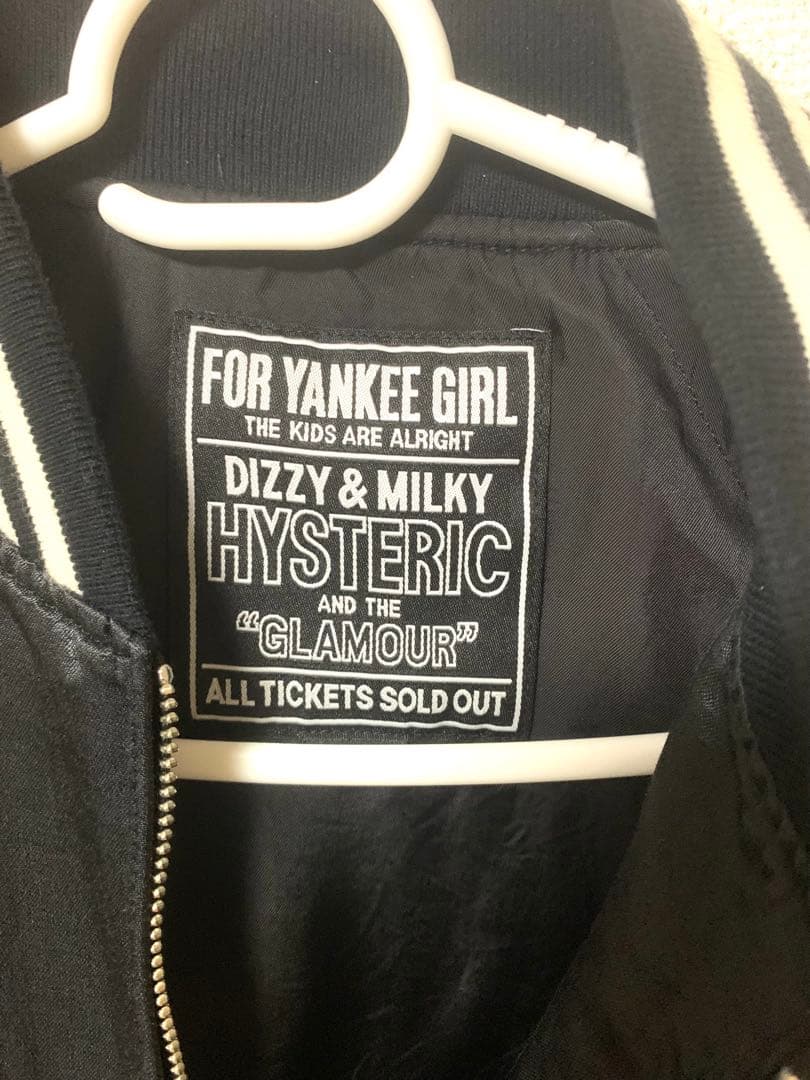 FOR YANKEE GIRL
THE KIDS ARE ALRIGHT
DIZZY & MILKY
HYSTERIC
AND THE
“GLAMOUR”
ALL TICKETS SOLD OUT